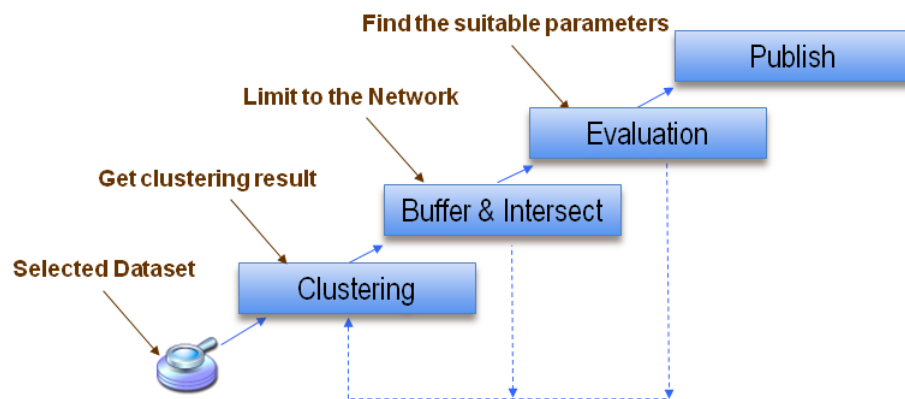 Find the suitable parameters
Publish
Limit to the Network
Evaluation
Get clustering result
Buffer & Intersect
Selected Dataset
Clustering